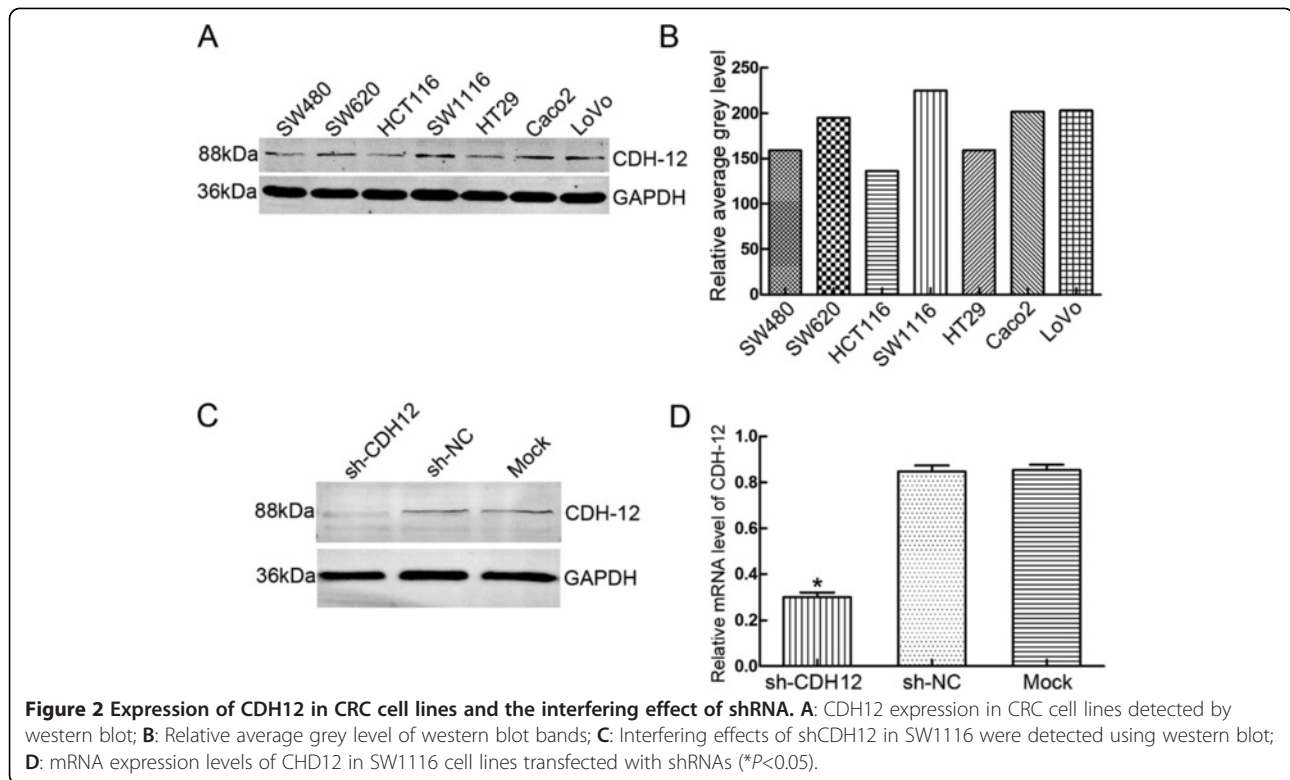 A
SW480 SW620 HCT116 SW1116 HT29 Caco2 LoVo
88kDa CDH-12
36kDa GAPDH
B
Relative average grey level
250
200
150
100
50
0
SW480 SW620 HCT116 SW1116 HT29 Caco2 LoVo
C
sh-CDH12 sh-NC Mock
88kDa CDH-12
36kDa GAPDH
D
Relative mRNA level of CDH-12
1.0
0.8
0.6
0.4
0.2
0.0
*
sh-CDH12 sh-NC Mock
Figure 2 Expression of CDH12 in CRC cell lines and the interfering effect of shRNA. A: CDH12 expression in CRC cell lines detected by
western blot; B: Relative average grey level of western blot bands; C: Interfering effects of shCDH12 in SW1116 were detected using western blot;
D: mRNA expression levels of CHD12 in SW1116 cell lines transfected with shRNAs (*P<0.05).